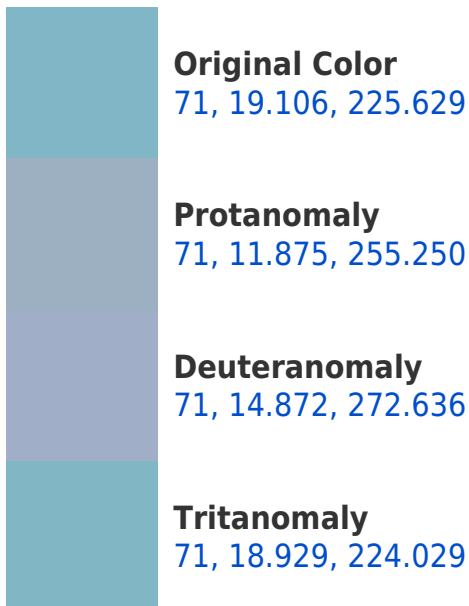 Original Color
71, 19.106, 225.629
Protanomaly
71, 11.875, 255.250
Deuteranomaly
71, 14.872, 272.636
Tritanomaly
71, 18.929, 224.029